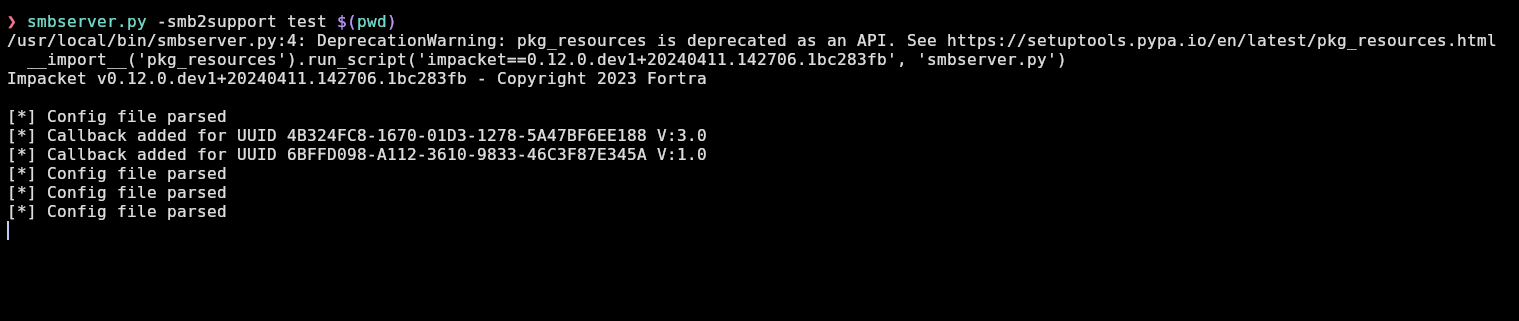 ❯ smbserver.py -smb2support test $(pwd)
/usr/local/bin/smbserver.py:4: DeprecationWarning: pkg_resources is deprecated as an API. See https://setuptools.pypa.io/en/latest/pkg_resources.html
  __import__('pkg_resources').run_script('impacket==0.12.0.dev1+20240411.142706.1bc283fb', 'smbserver.py')
Impacket v0.12.0.dev1+20240411.142706.1bc283fb - Copyright 2023 Fortra

[*] Config file parsed
[*] Callback added for UUID 4B324FC8-1670-01D3-1278-5A47BF6EE188 V:3.0
[*] Callback added for UUID 6BFFD098-A112-3610-9833-46C3F87E345A V:1.0
[*] Config file parsed
[*] Config file parsed
[*] Config file parsed